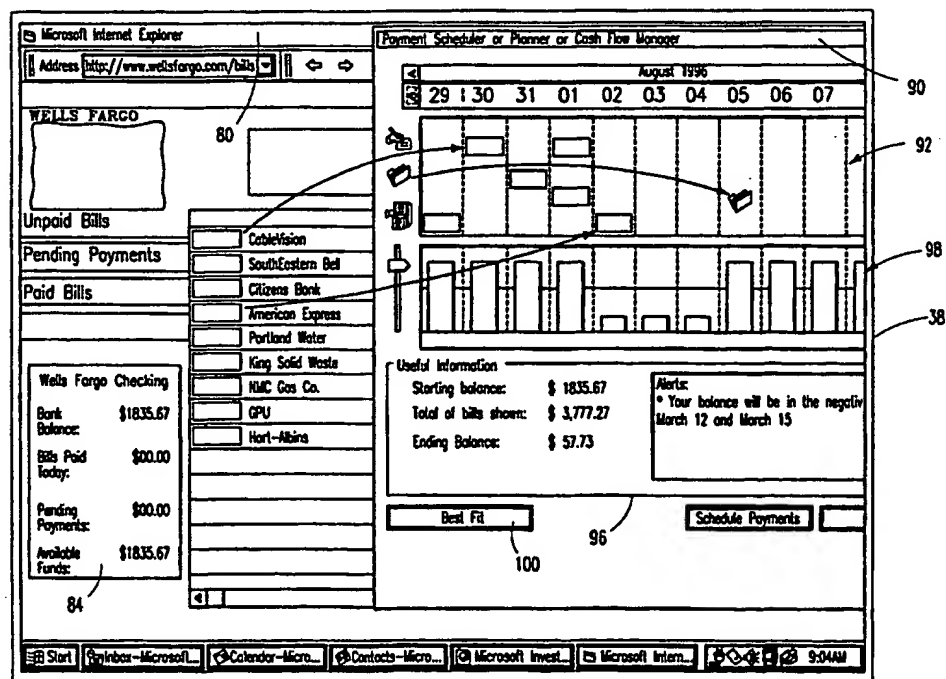 Microsoft Internet Explorer
Address http://www.wellsfargo.com/bills
WELLS FARGO
80
Unpaid Bills
Pending Payments
Paid Bills
CableVision
SouthEastern Bell
Citizens Bank
American Express
Portland Water
King Solid Waste
NMC Gas Co.
GPU
Hart-Albins
Wells Fargo Checking
Bank Balance: $1835.67
Bills Paid Today: $00.00
Pending Payments: $00.00
Available Funds: $1835.67
84
Payment Scheduler or Planner or Cash Flow Manager
90
August 1996
29 30 31 01 02 03 04 05 06 07
92
98
38
Useful Information
Starting balance: $ 1835.67
Total of bills shown: $ 3,777.27
Ending Balance: $ 57.73
Alerts:
* Your balance will be in the negativ
March 12 and March 15
96
Best Fit
100
Schedule Payments
Start
Inbox-Microsoft...
Calendar-Micro...
Contacts-Micro...
Microsoft Invest...
Microsoft Intern...
9:04AM